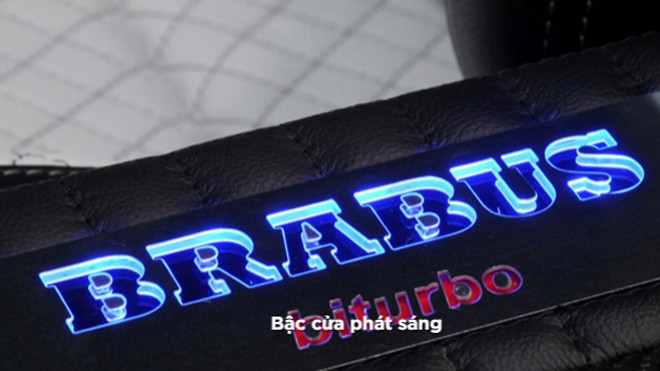 BRABUS
biturbo
Bậc cửa phát sáng